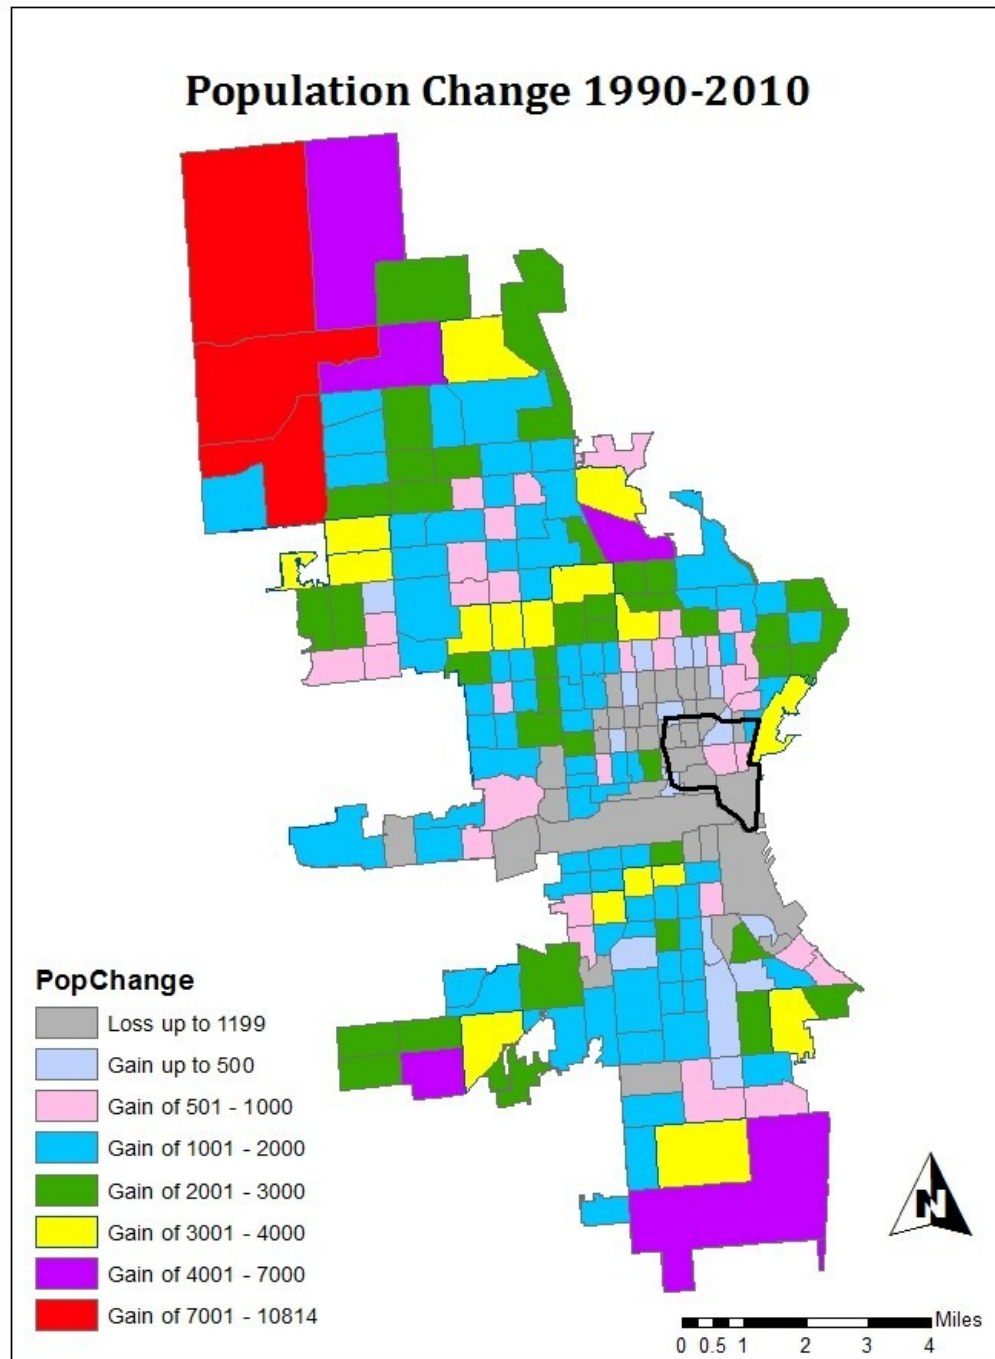 Population Change 1990-2010
PopChange
Loss up to 1199
Gain up to 500
Gain of 501 - 1000
Gain of 1001 - 2000
Gain of 2001 - 3000
Gain of 3001 - 4000
Gain of 4001 - 7000
Gain of 7001 - 10814
N
Miles
0 0.5 1 2 3 4